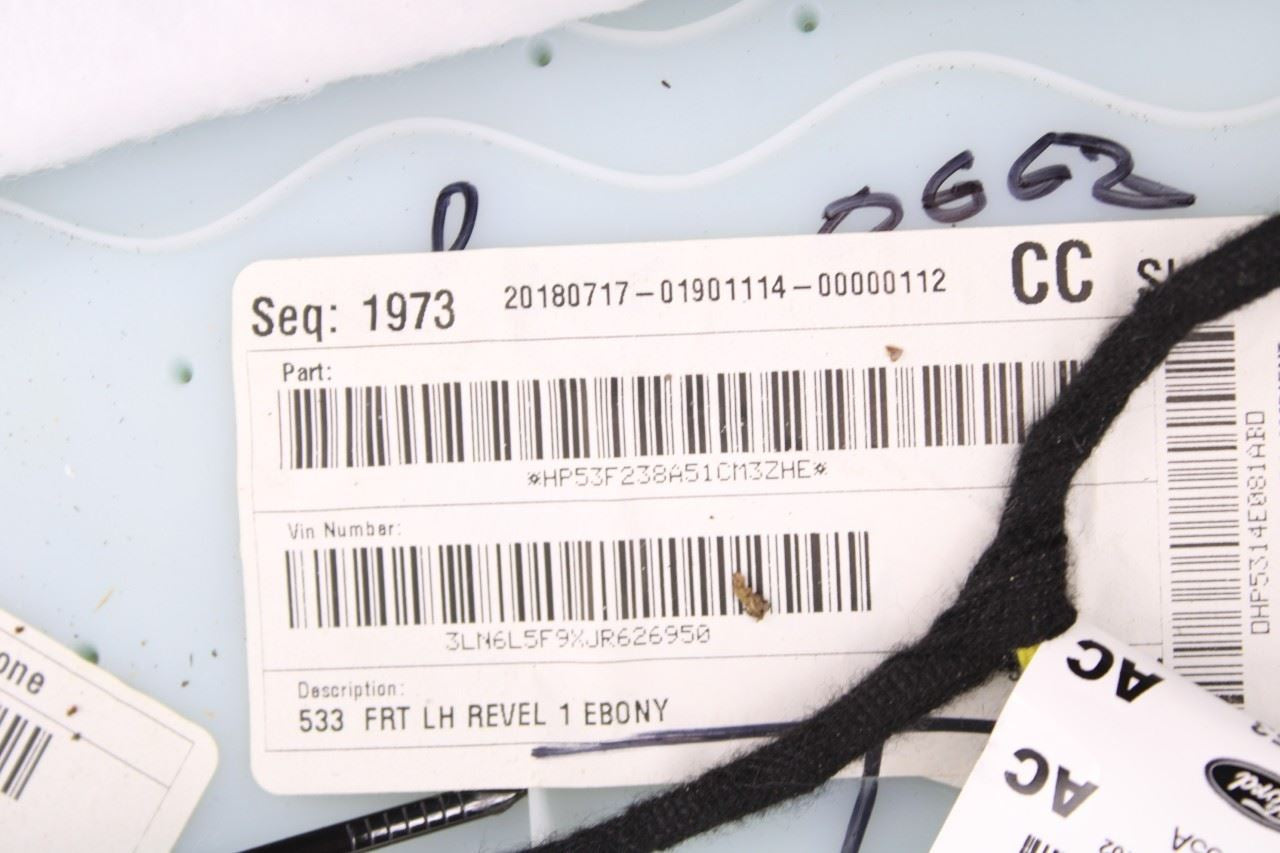 0662
Seq: 1973 20180717-01901114-00000112 CC
Part:
*HP53F238A51CM3ZHE*
Vin Number:
3LN6L5F9XJR626950
Description:
533 FRT LH REVEL 1 EBONY
DHP5314E081ABD
one
AC
AC
Ford